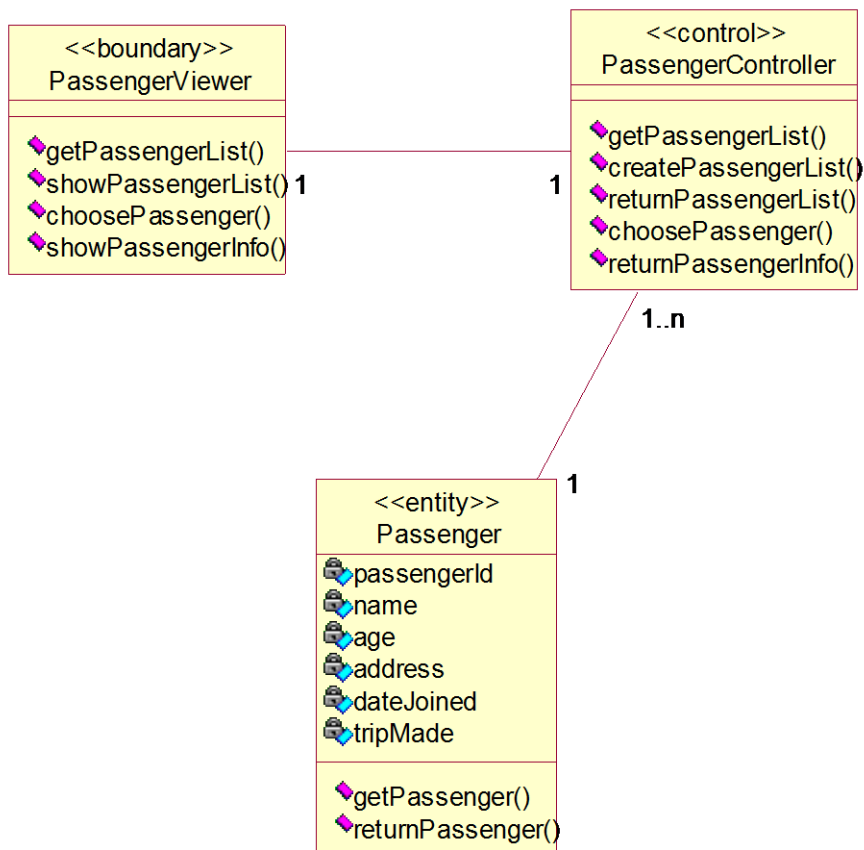 <<boundary>>
PassengerViewer
getPassengerList()
showPassengerList()
choosePassenger()
showPassengerInfo()
1
1
<<control>>
PassengerController
getPassengerList()
createPassengerList()
returnPassengerList()
choosePassenger()
returnPassengerInfo()
1..n
1
<<entity>>
Passenger
passengerId
name
age
address
dateJoined
tripMade
getPassenger()
returnPassenger()